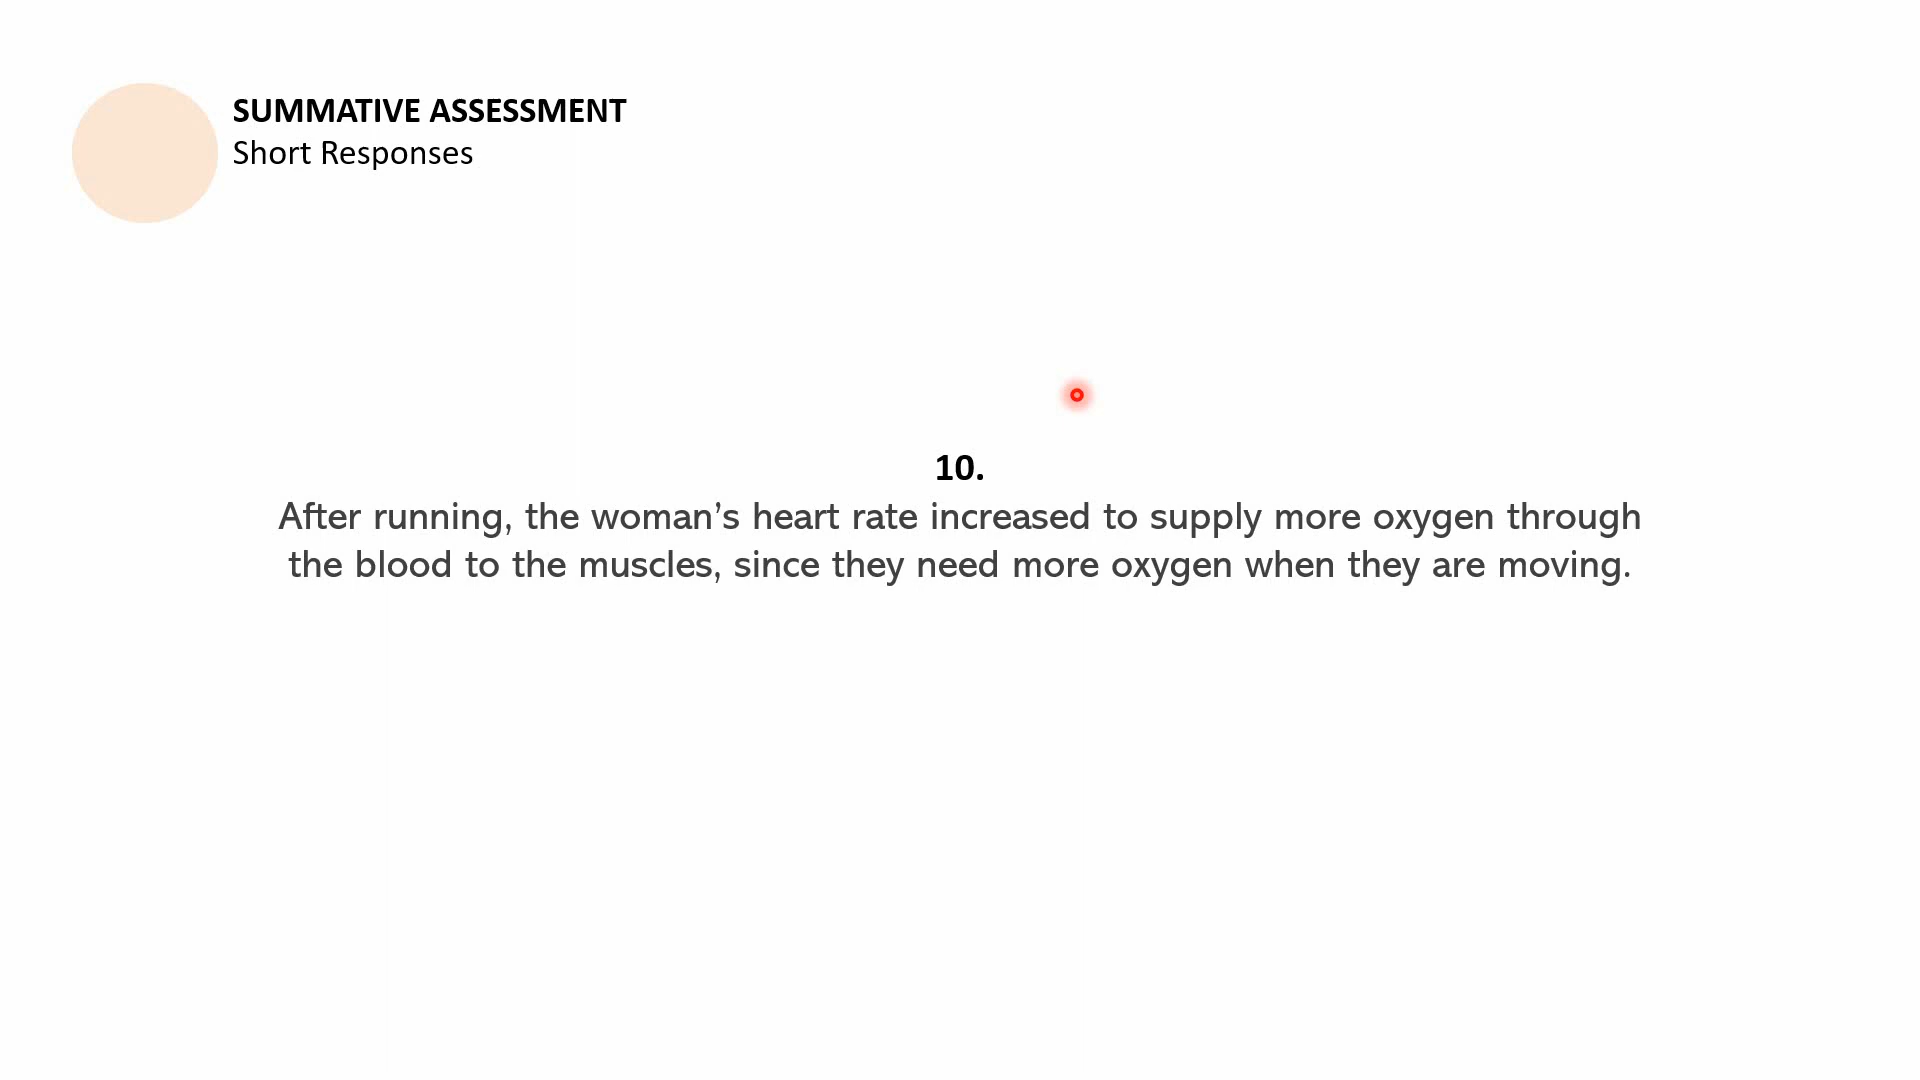 SUMMATIVE ASSESSMENT
Short Responses
10.
After running, the woman’s heart rate increased to supply more oxygen through
the blood to the muscles, since they need more oxygen when they are moving.